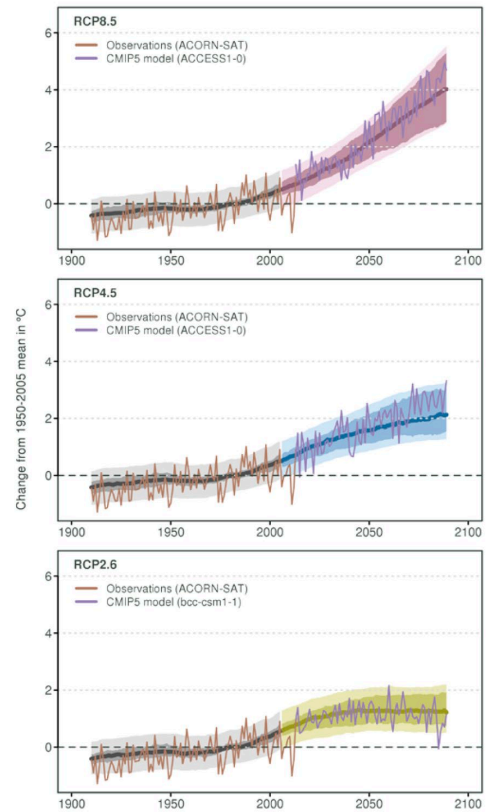 RCP8.5
6
Observations (ACORN-SAT)
CMIP5 model (ACCESS1-0)
4
2
0
1900 1950 2000 2050 2100
RCP4.5
6
Observations (ACORN-SAT)
CMIP5 model (ACCESS1-0)
4
2
0
1900 1950 2000 2050 2100
Change from 1950-2005 mean in ºC
RCP2.6
6
Observations (ACORN-SAT)
CMIP5 model (bcc-csm1-1)
4
2
0
1900 1950 2000 2050 2100